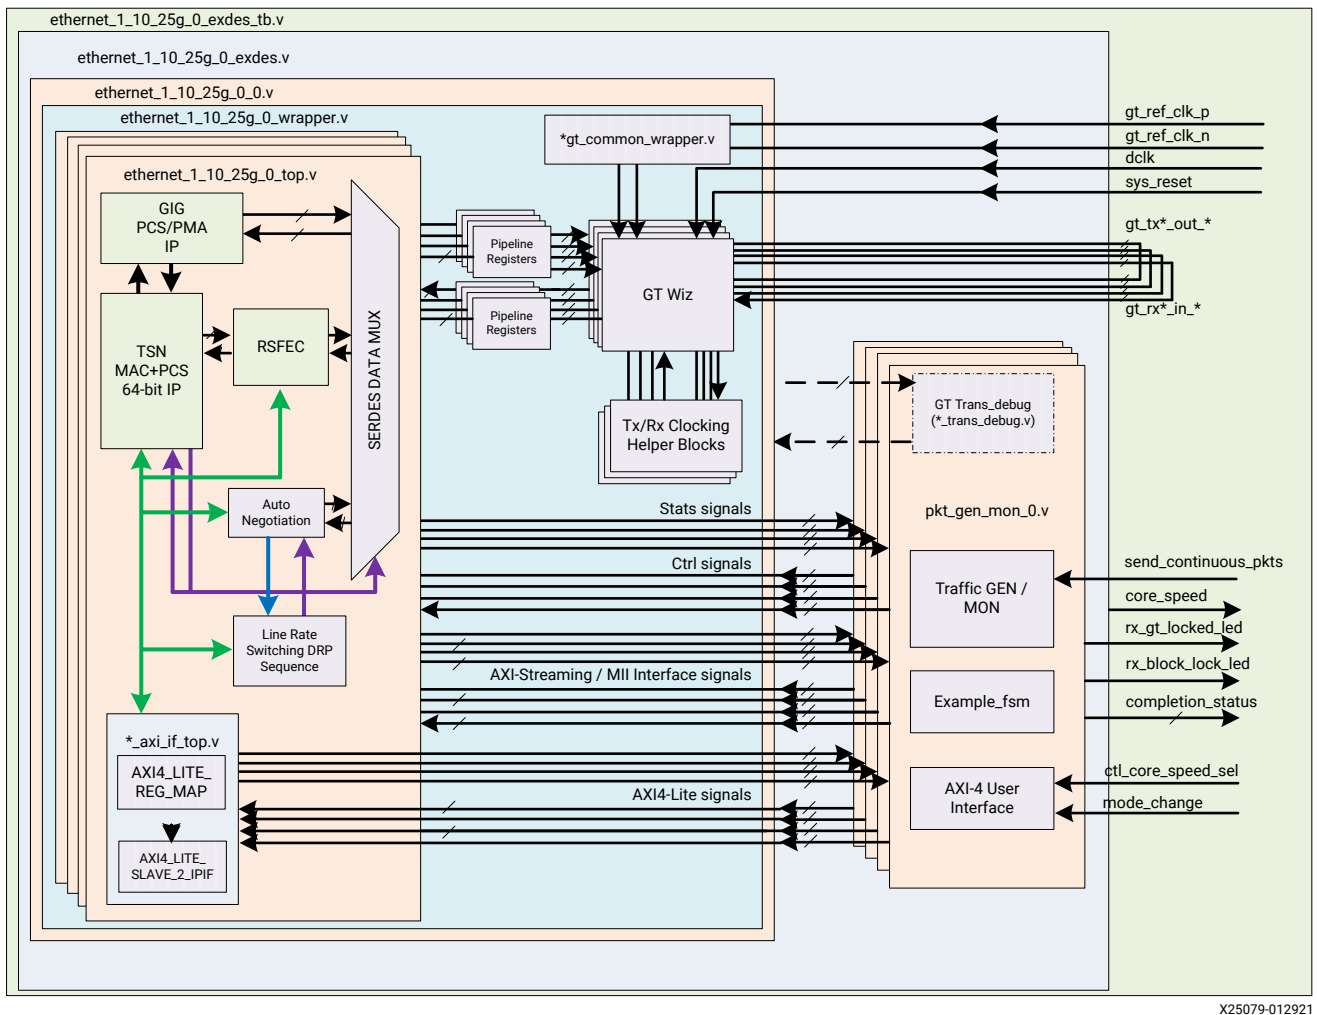 ethernet_1_10_25g_0_exdes_tb.v
ethernet_1_10_25g_0_exdes.v
ethernet_1_10_25g_0_0.v
ethernet_1_10_25g_0_wrapper.v
ethernet_1_10_25g_0_top.v
GIG
PCS/PMA
IP
TSN
MAC+PCS
64-bit IP
RSFEC
SERDES DATA MUX
Auto
Negotiation
Line Rate
Switching DRP
Sequence
*_axi_if_top.v
AXI4_LITE_
REG_MAP
AXI4_LITE_
SLAVE_2_IPIF
*gt_common_wrapper.v
Pipeline
Registers
Pipeline
Registers
GT Wiz
Tx/Rx Clocking
Helper Blocks
Stats signals
Ctrl signals
AXI-Streaming / MII Interface signals
AXI4-Lite signals
GT Trans_debug
(*_trans_debug.v)
pkt_gen_mon_0.v
Traffic GEN /
MON
Example_fsm
AXI-4 User
Interface
gt_ref_clk_p
gt_ref_clk_n
dclk
sys_reset
gt_tx*_out_*
gt_rx*_in_*
send_continuous_pkts
core_speed
rx_gt_locked_led
rx_block_lock_led
completion_status
ctl_core_speed_sel
mode_change
X25079-012921